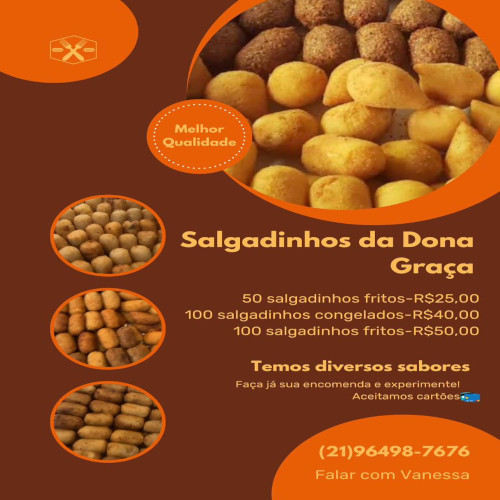 Melhor
Qualidade
Salgadinhos da Dona
Graça
50 salgadinhos fritos-R$25,00
100 salgadinhos congelados-R$40,00
100 salgadinhos fritos-R$50,00
Temos diversos sabores
Faça já sua encomenda e experimente!
Aceitamos cartões
(21)96498-7676
Falar com Vanessa